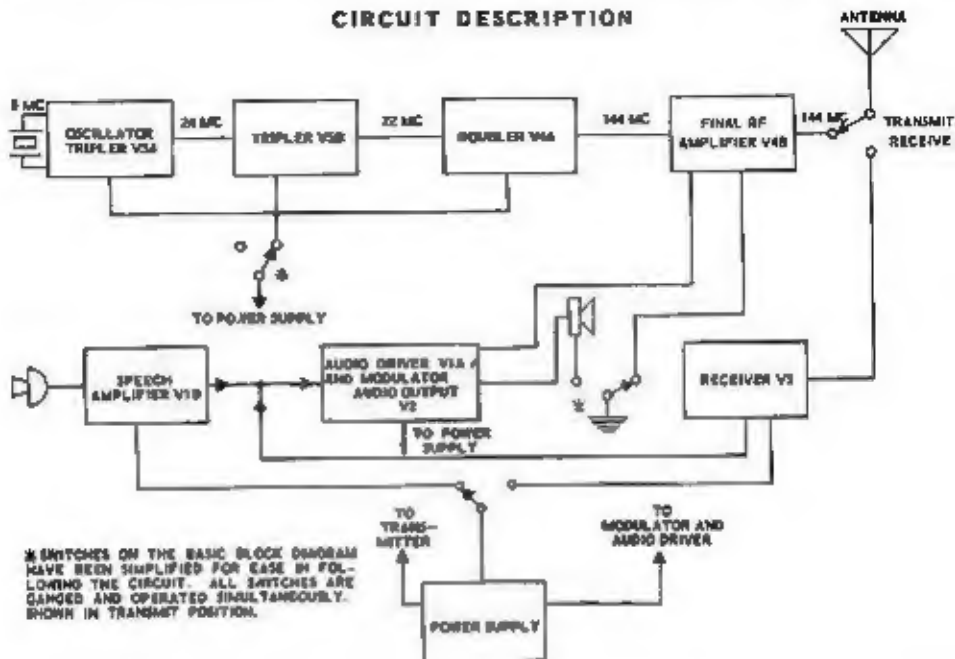 CIRCUIT DESCRIPTION
ANTENNA
8 MC
OSCILLATOR
TRIPLER V5A
24 MC
TRIPLER V5B
72 MC
DOUBLER V4A
144 MC
FINAL RF
AMPLIFIER V4B
144 MC
TRANSMIT
RECEIVE
*
TO POWER SUPPLY
SPEECH
AMPLIFIER V1B
AUDIO DRIVER V1A
AND MODULATOR
AUDIO OUTPUT
V2
*
RECEIVER V3
TO POWER
SUPPLY
TO
TRANS-
MITTER
TO
MODULATOR AND
AUDIO DRIVER
* SWITCHES ON THE BASIC BLOCK DIAGRAM
HAVE BEEN SIMPLIFIED FOR EASE IN FOL-
LOWING THE CIRCUIT. ALL SWITCHES ARE
GANGED AND OPERATED SIMULTANEOUSLY.
SHOWN IN TRANSMIT POSITION.
POWER SUPPLY